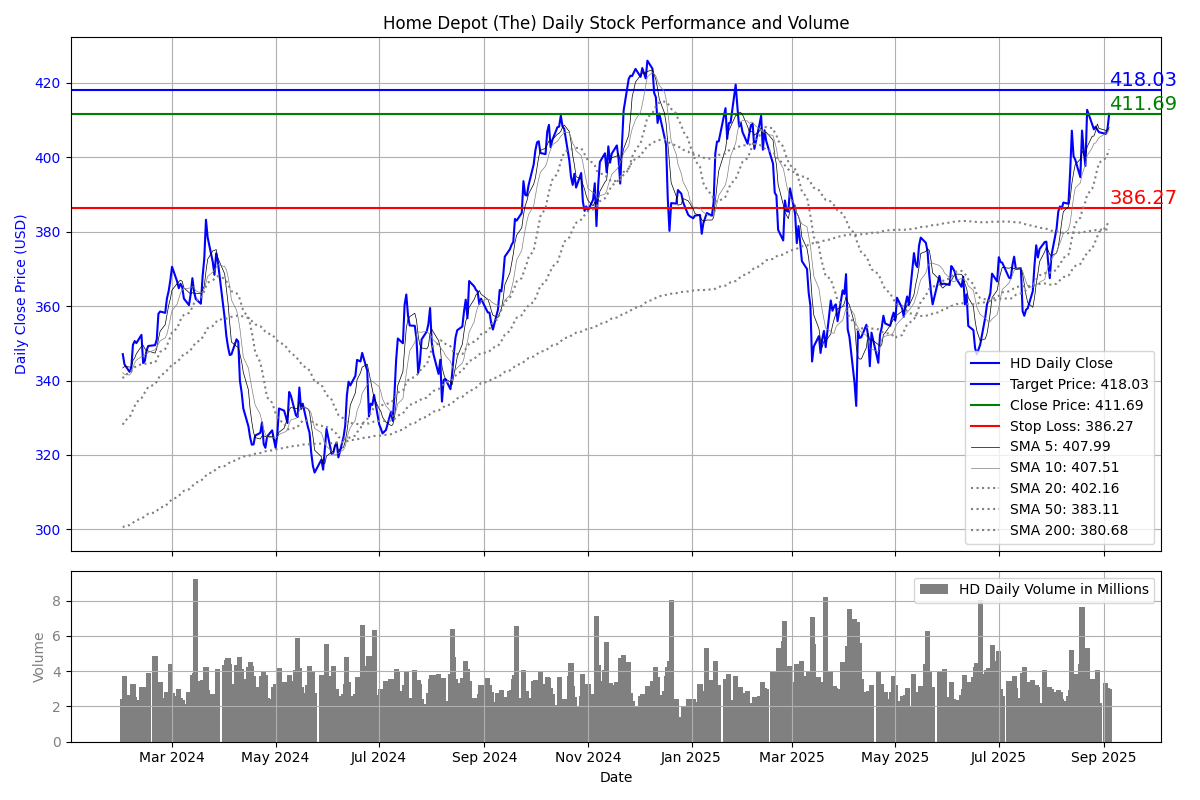 Home Depot (The) Daily Stock Performance and Volume
Daily Close Price (USD)
420
400
380
360
340
320
300
418.03
411.69
386.27
HD Daily Close
Target Price: 418.03
Close Price: 411.69
Stop Loss: 386.27
SMA 5: 407.99
SMA 10: 407.51
SMA 20: 402.16
SMA 50: 383.11
SMA 200: 380.68
Volume
8
6
4
2
0
HD Daily Volume in Millions
Mar 2024
May 2024
Jul 2024
Sep 2024
Nov 2024
Jan 2025
Mar 2025
May 2025
Jul 2025
Sep 2025
Date